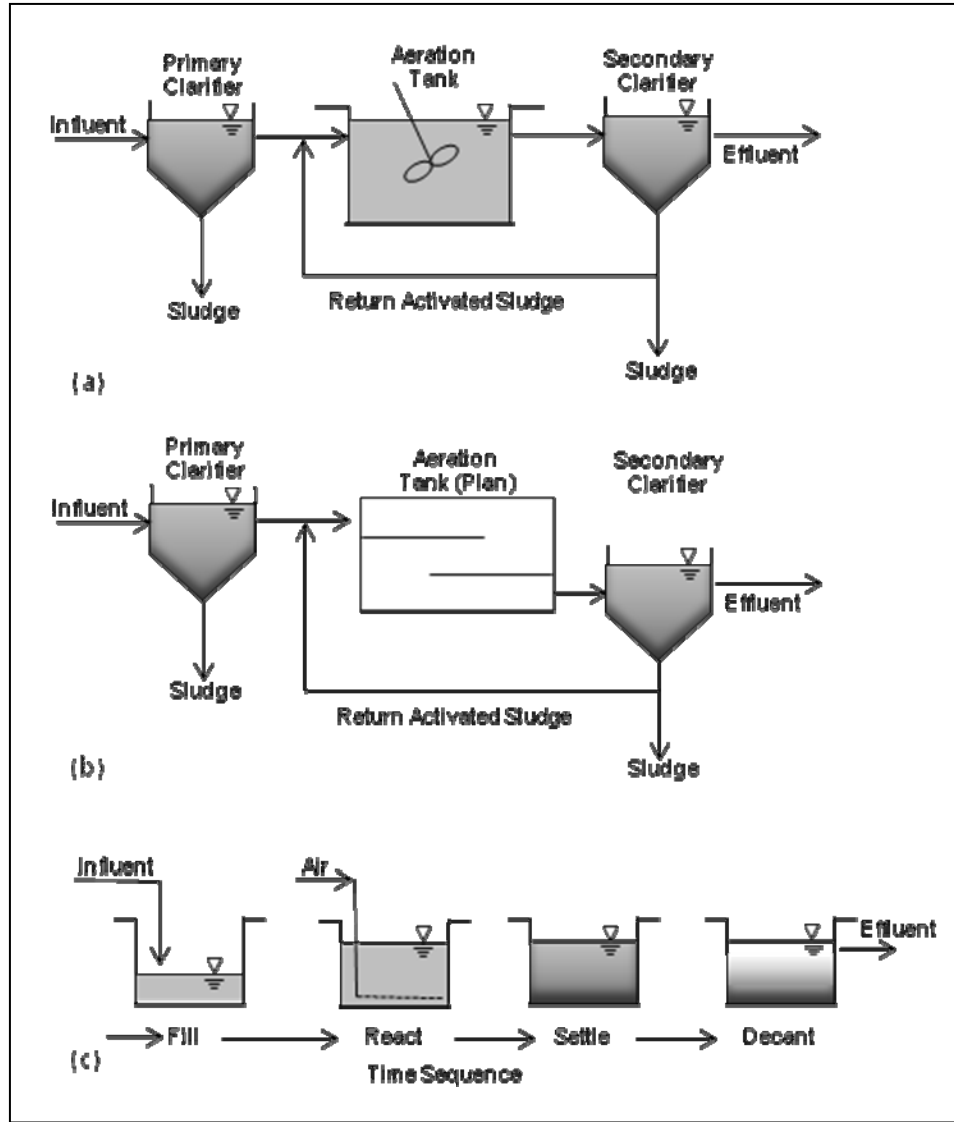 Primary
Clarifier
Aeration
Tank
Secondary
Clarifier
Influent
Effluent
Return Activated Sludge
Sludge
Sludge
(a)
Primary
Clarifier
Aeration
Tank (Plan)
Secondary
Clarifier
Influent
Effluent
Sludge
Return Activated Sludge
Sludge
(b)
Influent
Air
Effluent
Fill
React
Settle
Decant
(c)
Time Sequence